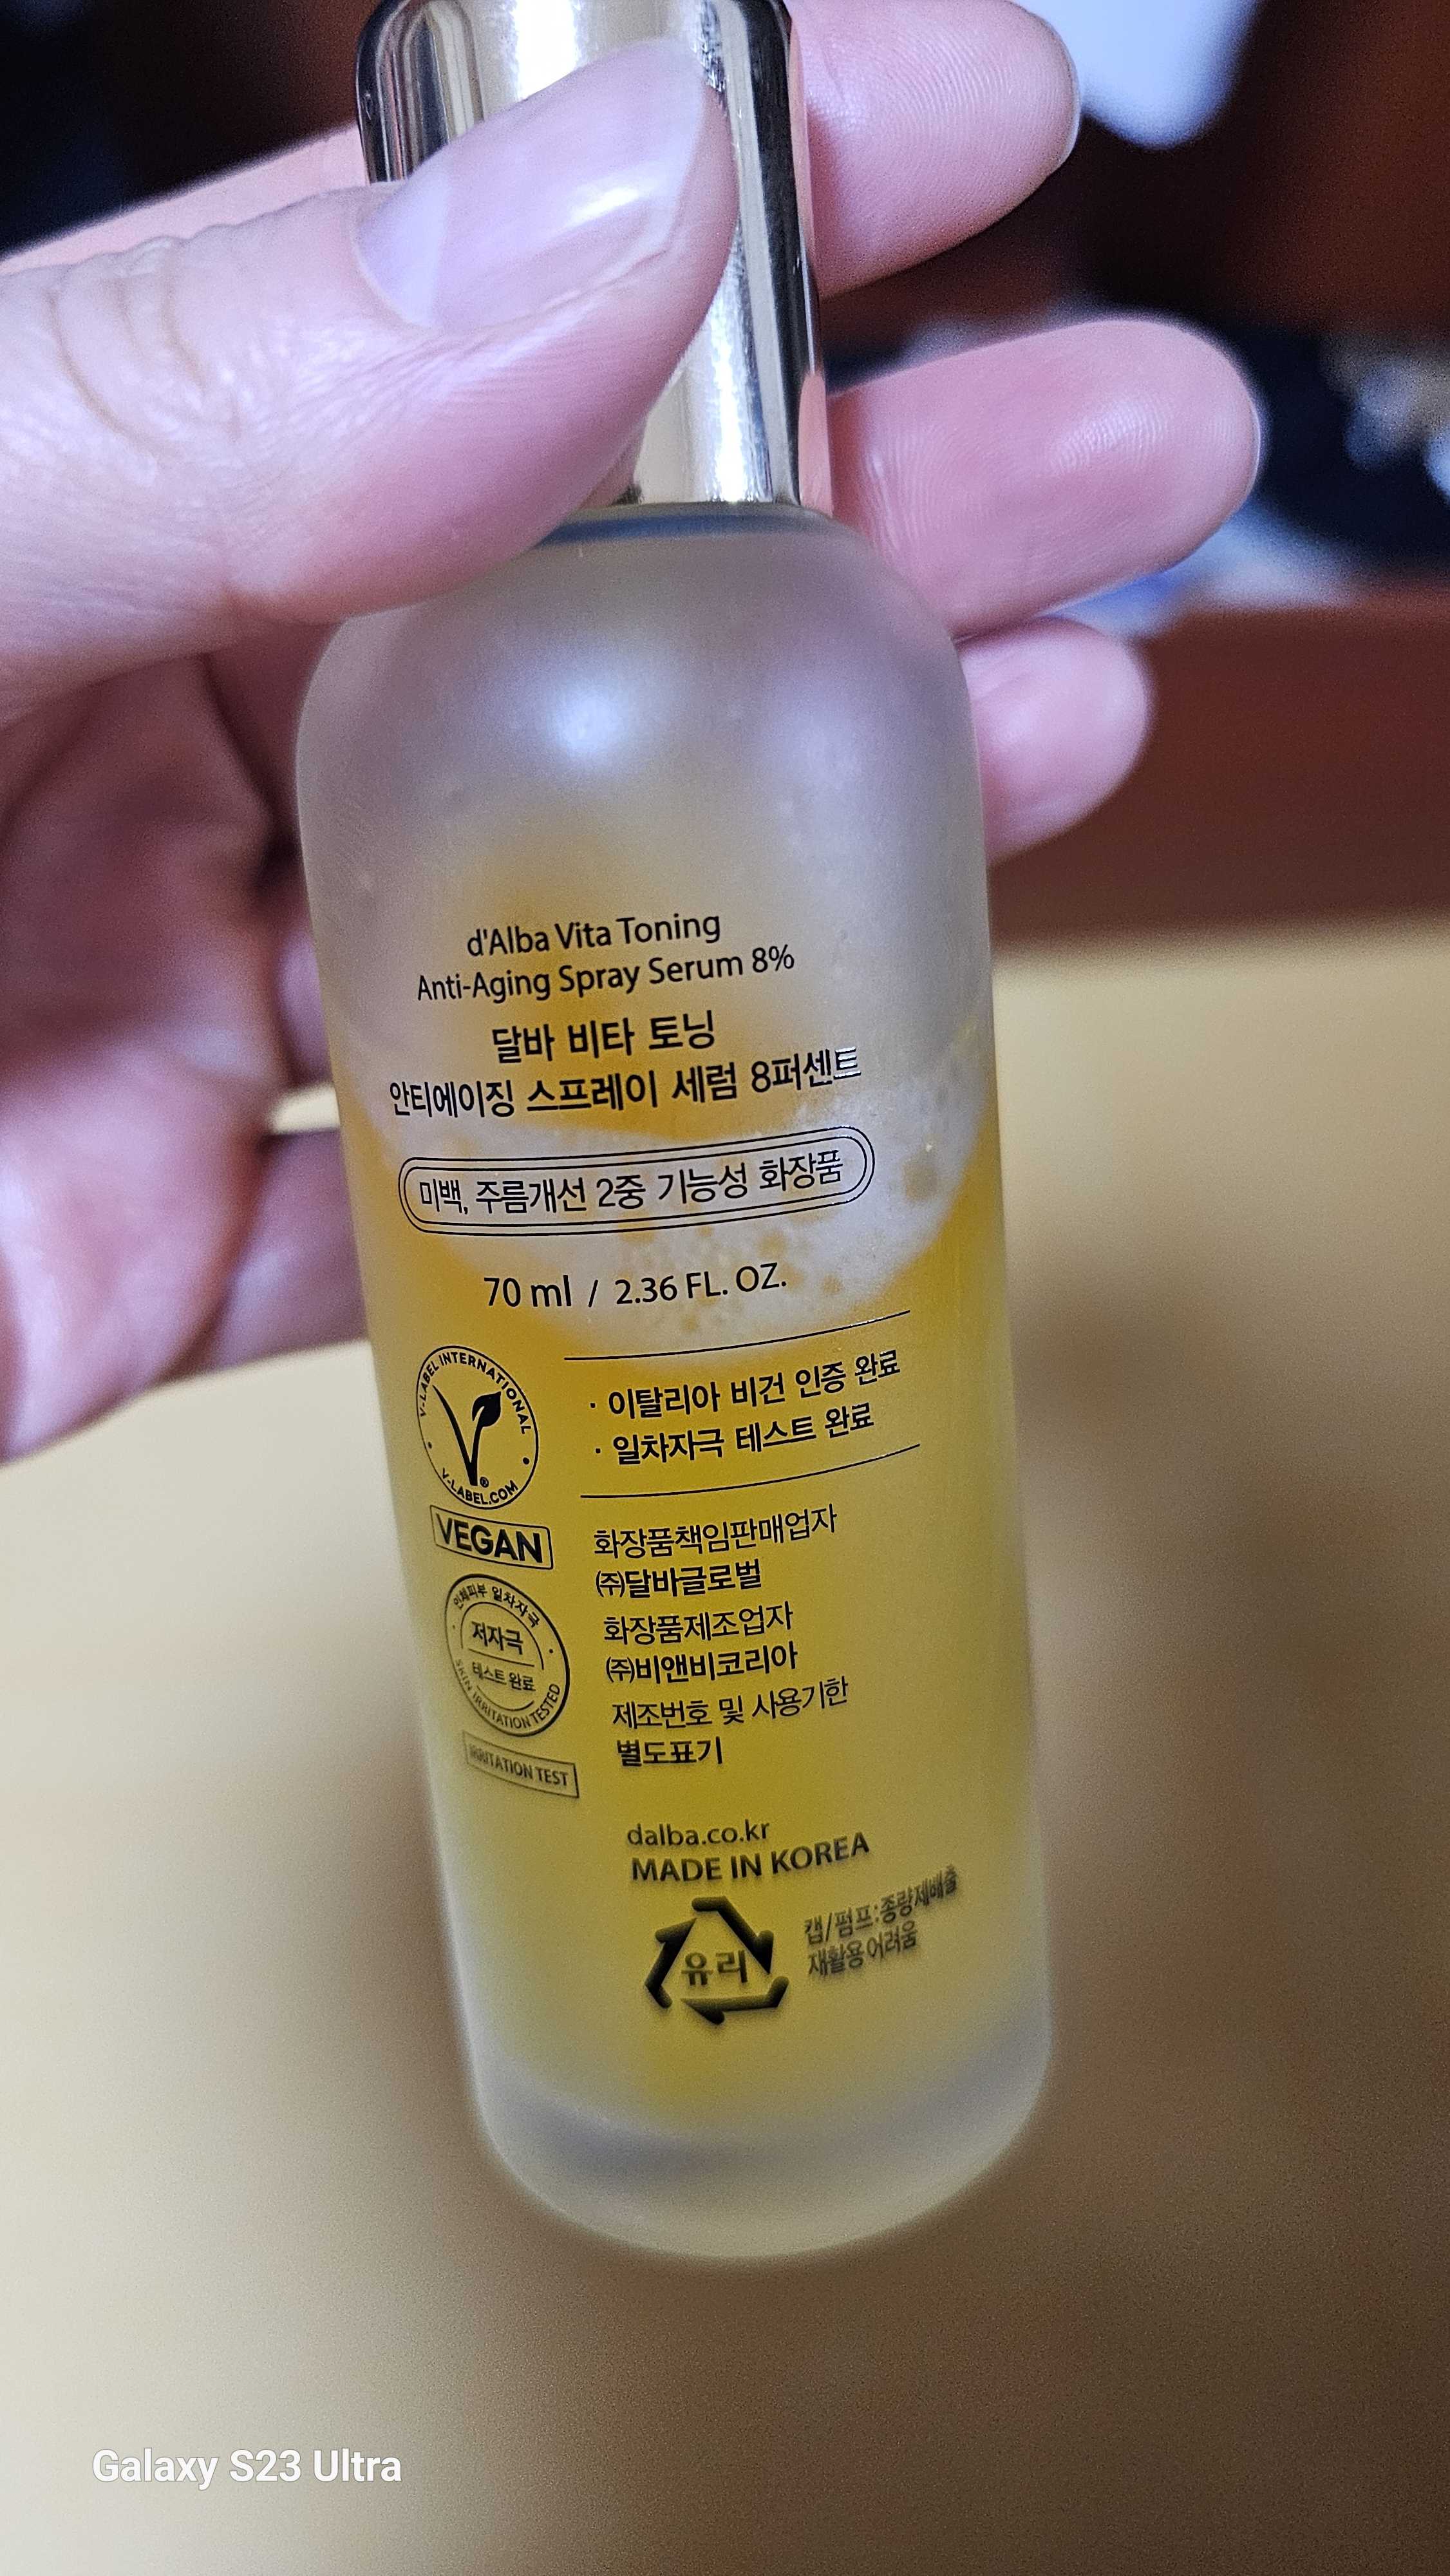 d'Alba Vita Toning
Anti-Aging Spray Serum 8%
달바 비타 토닝
안티에이징 스프레이 세럼 8퍼센트
미백, 주름개선 2중 기능성 화장품
70 ml / 2.36 FL. OZ.
V-LABEL INTERNATIONAL
V®
V-LABEL.COM
VEGAN
· 이탈리아 비건 인증 완료
· 일차자극 테스트 완료
인체피부 일차자극
저자극
테스트 완료
SKIN IRRITATION TESTED
IRRITATION TEST
화장품책임판매업자
㈜달바글로벌
화장품제조업자
㈜비앤비코리아
제조번호 및 사용기한
별도표기
dalba.co.kr
MADE IN KOREA
유리
캡/펌프:종량제배출
재활용어려움
Galaxy S23 Ultra